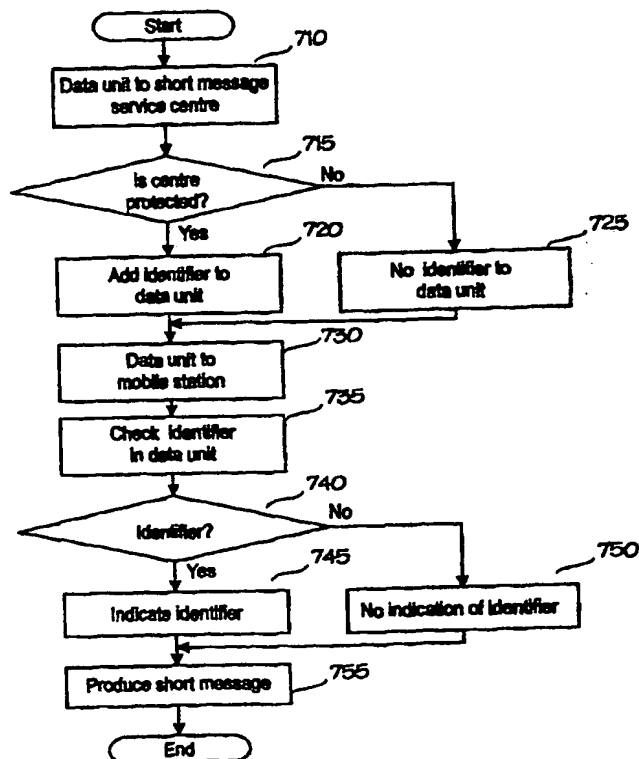 Start
710
Data unit to short message
service centre
715
Is centre
protected?
No
Yes
720
725
Add identifier to
data unit
No identifier to
data unit
730
Data unit to
mobile station
735
Check identifier
in data unit
740
Identifier?
No
Yes
745
750
Indicate identifier
No indication of identifier
755
Produce short message
End